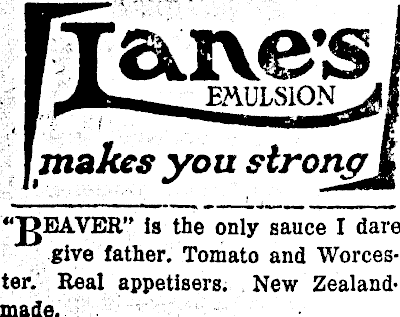 Lane's
EMULSION
makes you strong
"BEAVER" is the only sauce I dare
give father. Tomato and Worces-
ter. Real appetisers. New Zealand-
made.